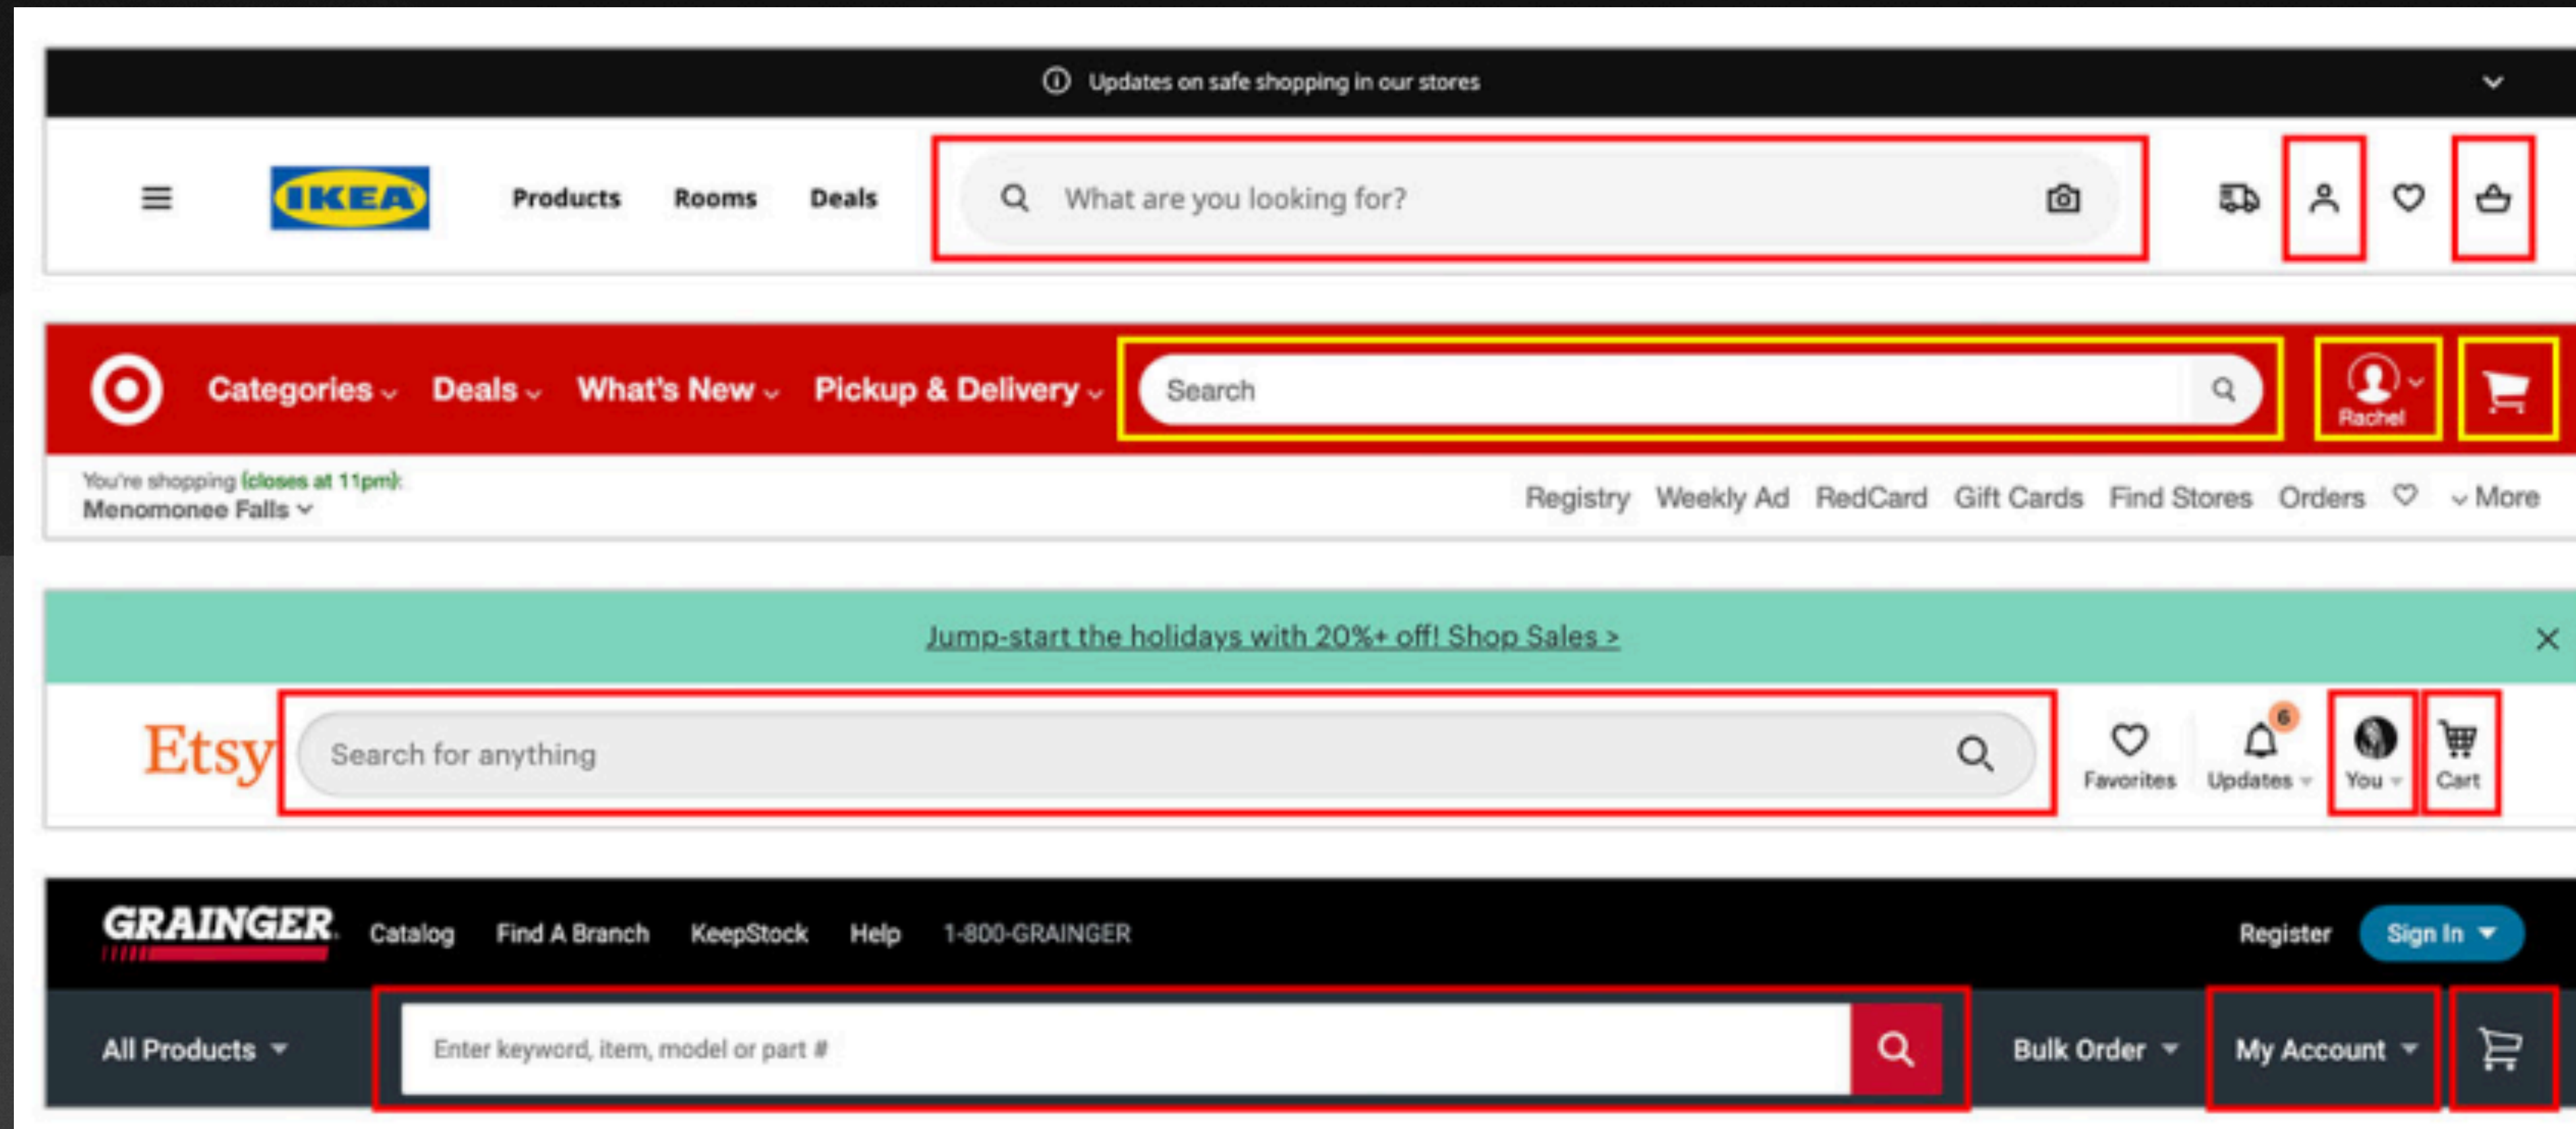 Updates on safe shopping in our stores
IKEA Products Rooms Deals What are you looking for?
Categories Deals What's New Pickup & Delivery Search Rachel
You're shopping (closes at 11pm):
Menomonee Falls
Registry Weekly Ad RedCard Gift Cards Find Stores Orders More
Jump-start the holidays with 20%+ off! Shop Sales >
Etsy Search for anything Favorites 6 Updates You Cart
GRAINGER Catalog Find A Branch KeepStock Help 1-800-GRAINGER Register Sign In
All Products Enter keyword, item, model or part # Bulk Order My Account